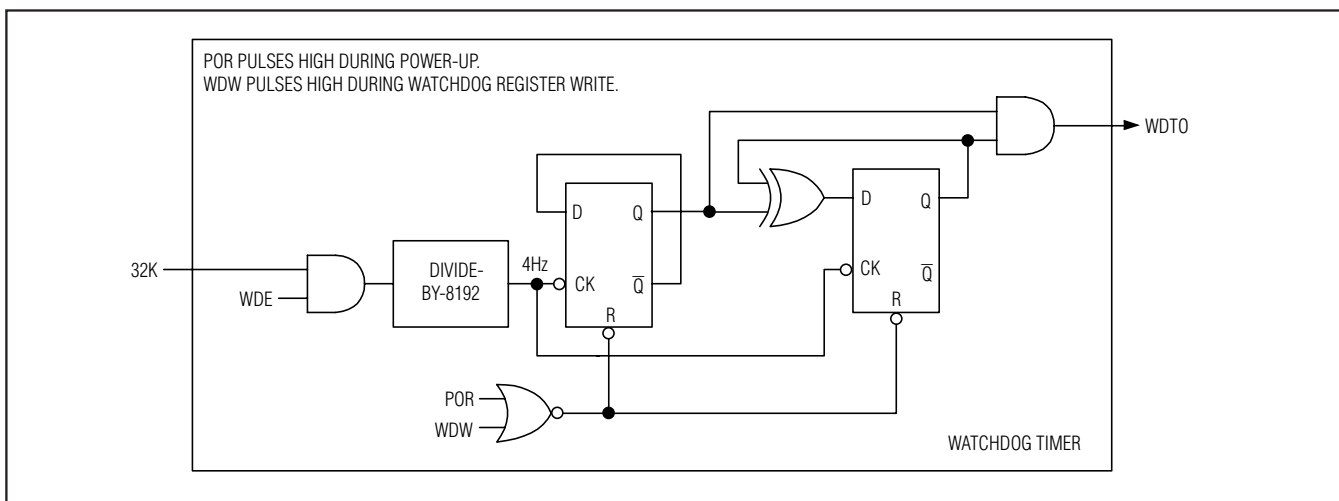 POR PULSES HIGH DURING POWER-UP.
WDW PULSES HIGH DURING WATCHDOG REGISTER WRITE.
WDTO
D
Q
D
Q
32K
WDE
DIVIDE-
BY-8192
4Hz
CK
Q̅
R
CK
Q̅
R
POR
WDW
WATCHDOG TIMER